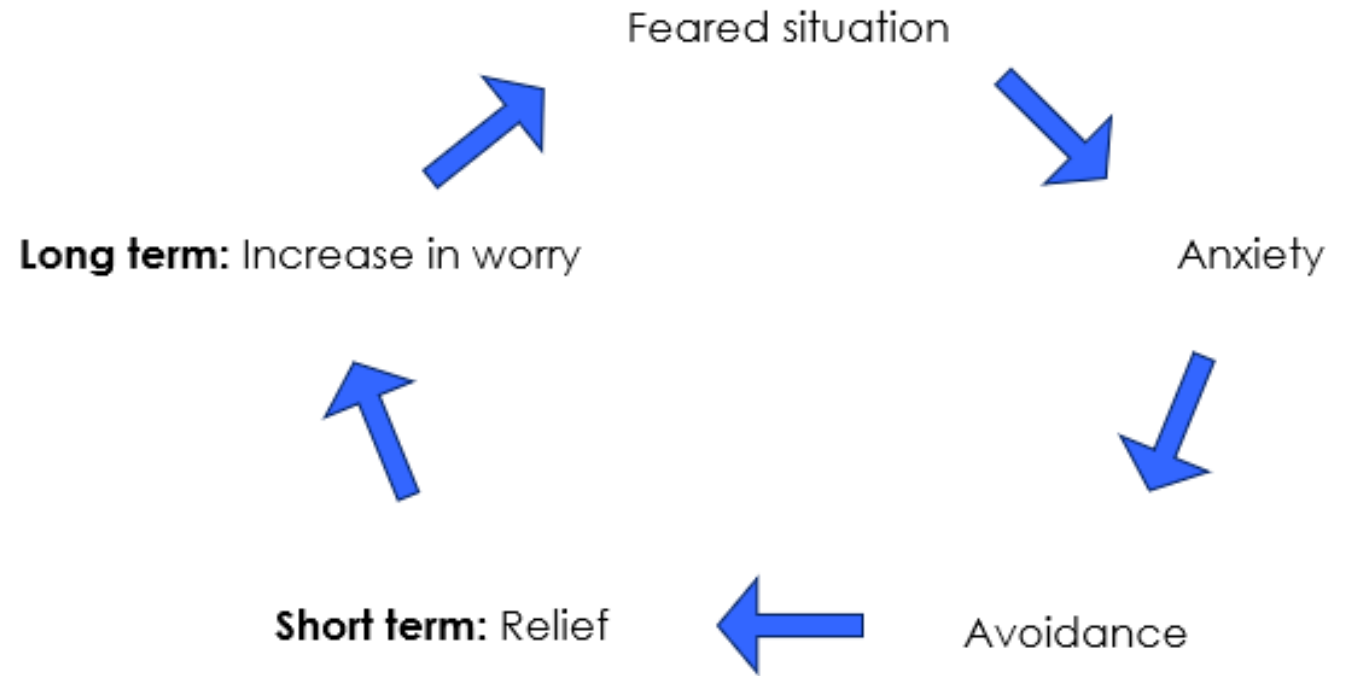 Feared situation
Anxiety
Avoidance
Short term: Relief
Long term: Increase in worry